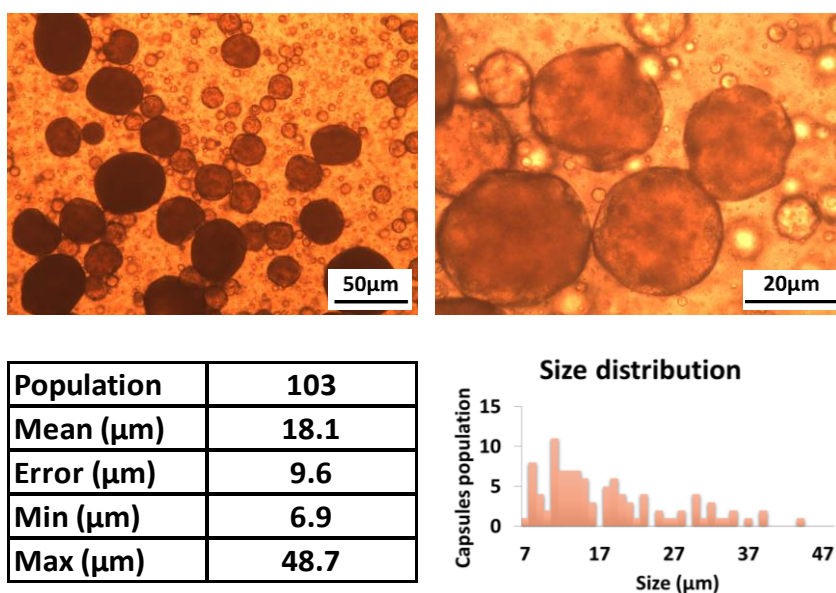 50µm
20µm
Population 103
Mean (µm) 18.1
Error (µm) 9.6
Min (µm) 6.9
Max (µm) 48.7
Size distribution
Capsules population
15
10
5
0
7 17 27 37 47
Size (µm)